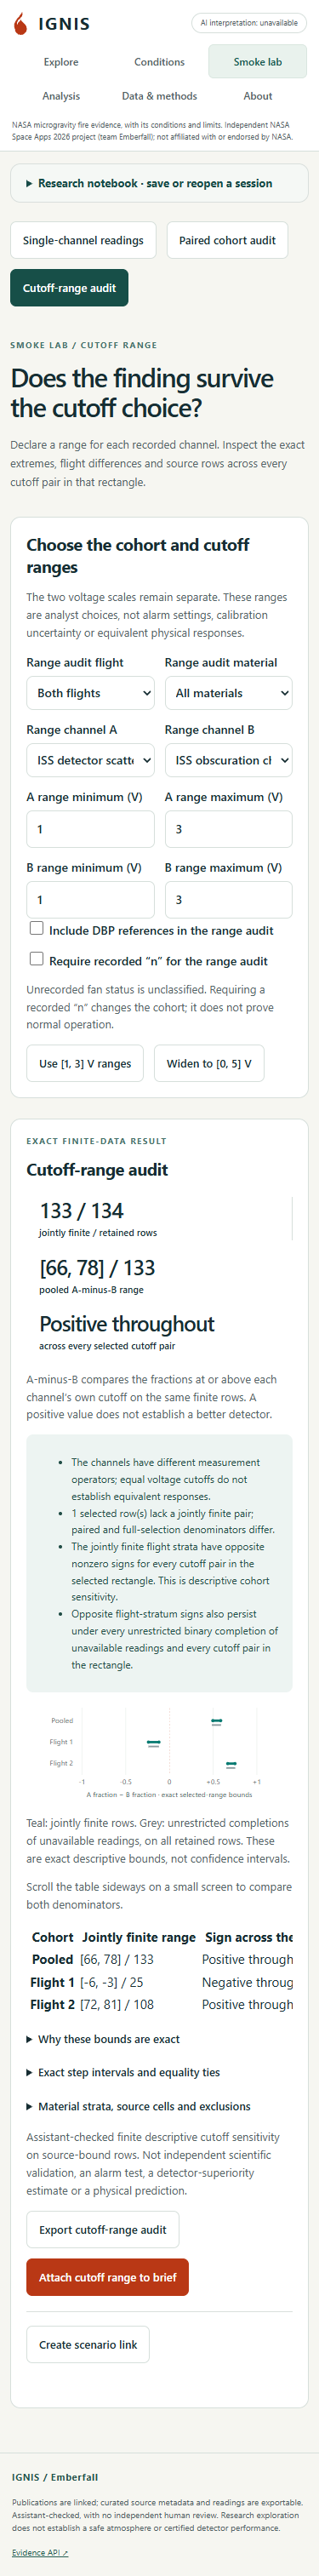 IGNIS
AI interpretation: unavailable
Explore
Conditions
Smoke lab
Analysis
Data & methods
About
NASA microgravity fire evidence, with its conditions and limits. Independent NASA
Space Apps 2026 project (team Emberfall); not affiliated with or endorsed by NASA.
▶ Research notebook · save or reopen a session
Single-channel readings
Paired cohort audit
Cutoff-range audit
SMOKE LAB / CUTOFF RANGE
Does the finding survive
the cutoff choice?
Declare a range for each recorded channel. Inspect the exact
extremes, flight differences and source rows across every
cutoff pair in that rectangle.
Choose the cohort and cutoff
ranges
The two voltage scales remain separate. These ranges
are analyst choices, not alarm settings, calibration
uncertainty or equivalent physical responses.
Range audit flight
Range audit material
Both flights
All materials
Range channel A
Range channel B
ISS detector scatte
ISS obscuration ch
A range minimum (V)
A range maximum (V)
1
3
B range minimum (V)
B range maximum (V)
1
3
Include DBP references in the range audit
Require recorded “n” for the range audit
Unrecorded fan status is unclassified. Requiring a
recorded “n” changes the cohort; it does not prove
normal operation.
Use [1, 3] V ranges
Widen to [0, 5] V
EXACT FINITE-DATA RESULT
Cutoff-range audit
133 / 134
jointly finite / retained rows
[66, 78] / 133
pooled A-minus-B range
Positive throughout
across every selected cutoff pair
A-minus-B compares the fractions at or above each
channel's own cutoff on the same finite rows. A
positive value does not establish a better detector.
• The channels have different measurement
operators; equal voltage cutoffs do not
establish equivalent responses.
• 1 selected row(s) lack a jointly finite pair;
paired and full-selection denominators differ.
• The jointly finite flight strata have opposite
nonzero signs for every cutoff pair in the
selected rectangle. This is descriptive cohort
sensitivity.
• Opposite flight-stratum signs also persist
under every unrestricted binary completion of
unavailable readings and every cutoff pair in
the rectangle.
Pooled
Flight 1
Flight 2
-1 -0.5 0 +0.5 +1
A fraction − B fraction · exact selected-range bounds
Teal: jointly finite rows. Grey: unrestricted completions
of unavailable readings, on all retained rows. These
are exact descriptive bounds, not confidence intervals.
Scroll the table sideways on a small screen to compare
both denominators.
Cohort Jointly finite range Sign across the
Pooled [66, 78] / 133 Positive through
Flight 1 [-6, -3] / 25 Negative throug
Flight 2 [72, 81] / 108 Positive through
▶ Why these bounds are exact
▶ Exact step intervals and equality ties
▶ Material strata, source cells and exclusions
Assistant-checked finite descriptive cutoff sensitivity
on source-bound rows. Not independent scientific
validation, an alarm test, a detector-superiority
estimate or a physical prediction.
Export cutoff-range audit
Attach cutoff range to brief
Create scenario link
IGNIS / Emberfall
Publications are linked; curated source metadata and readings are exportable.
Assistant-checked, with no independent human review. Research exploration
does not establish a safe atmosphere or certified detector performance.
Evidence API ↗